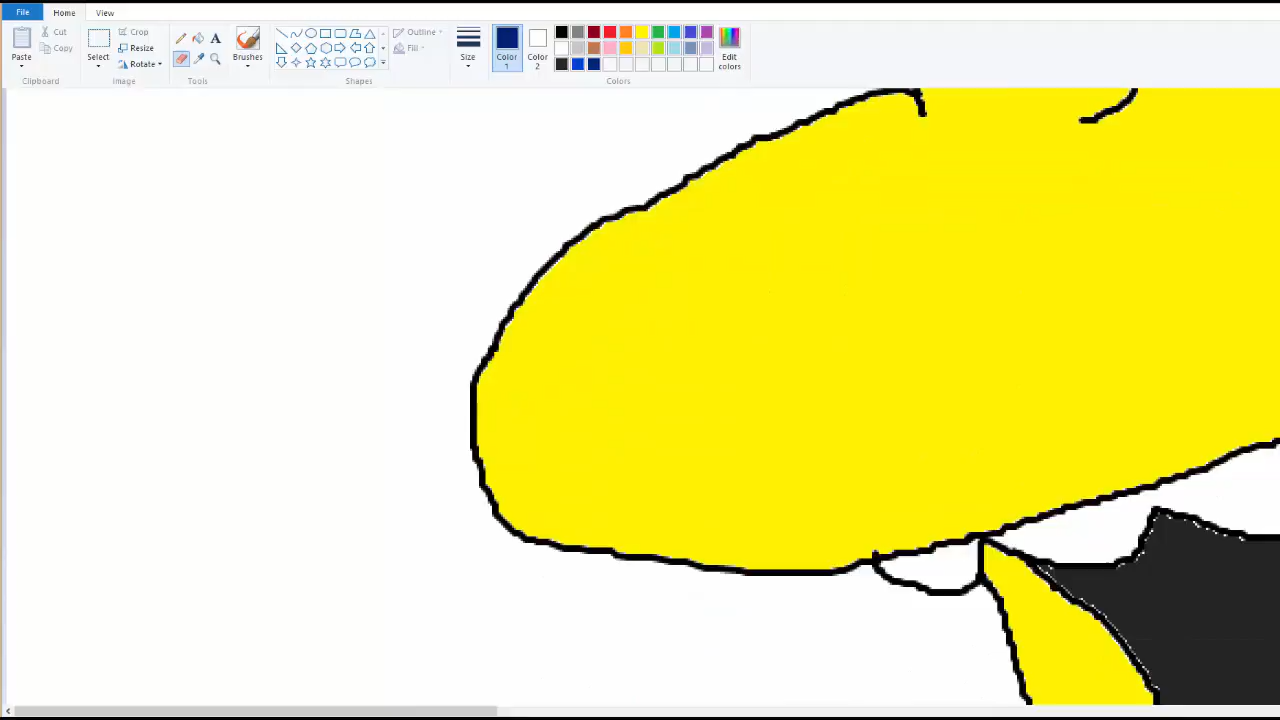 File Home View
Paste
Cut
Copy
Clipboard
Select
Crop
Resize
Rotate
Image
A
Tools
Brushes
Outline
Fill
Shapes
Size
Color
1
Color
2
Edit
colors
Colors